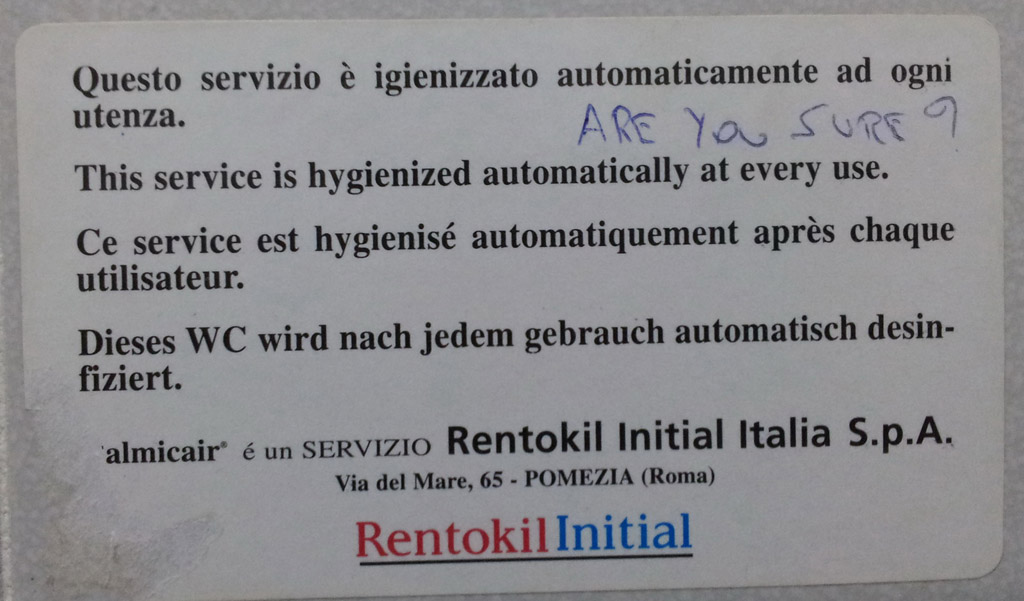 Questo servizio è igienizzato automaticamente ad ogni
utenza.
ARE YOU SURE ?
This service is hygienized automatically at every use.
Ce service est hygienisé automatiquement après chaque
utilisateur.
Dieses WC wird nach jedem gebrauch automatisch desin-
fiziert.
almicair® é un SERVIZIO Rentokil Initial Italia S.p.A.
Via del Mare, 65 - POMEZIA (Roma)
Rentokil Initial